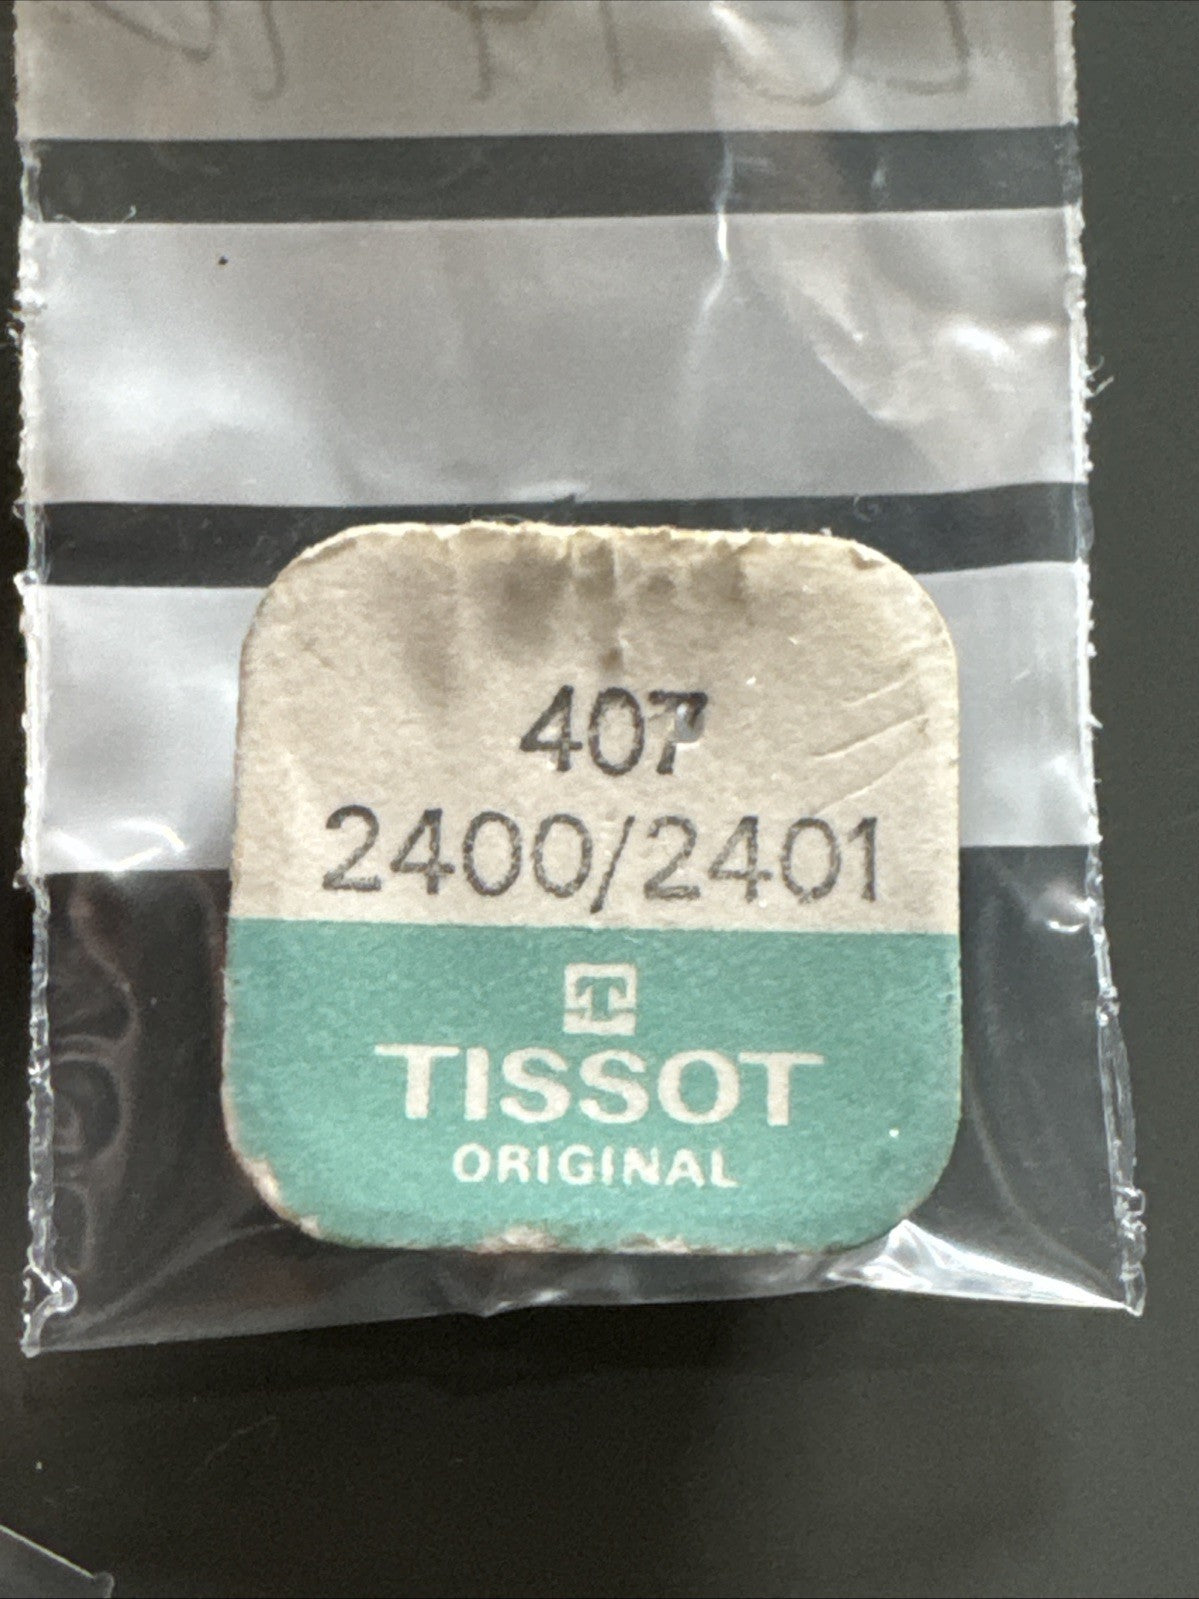 407
2400/2401
T
TISSOT
ORIGINAL